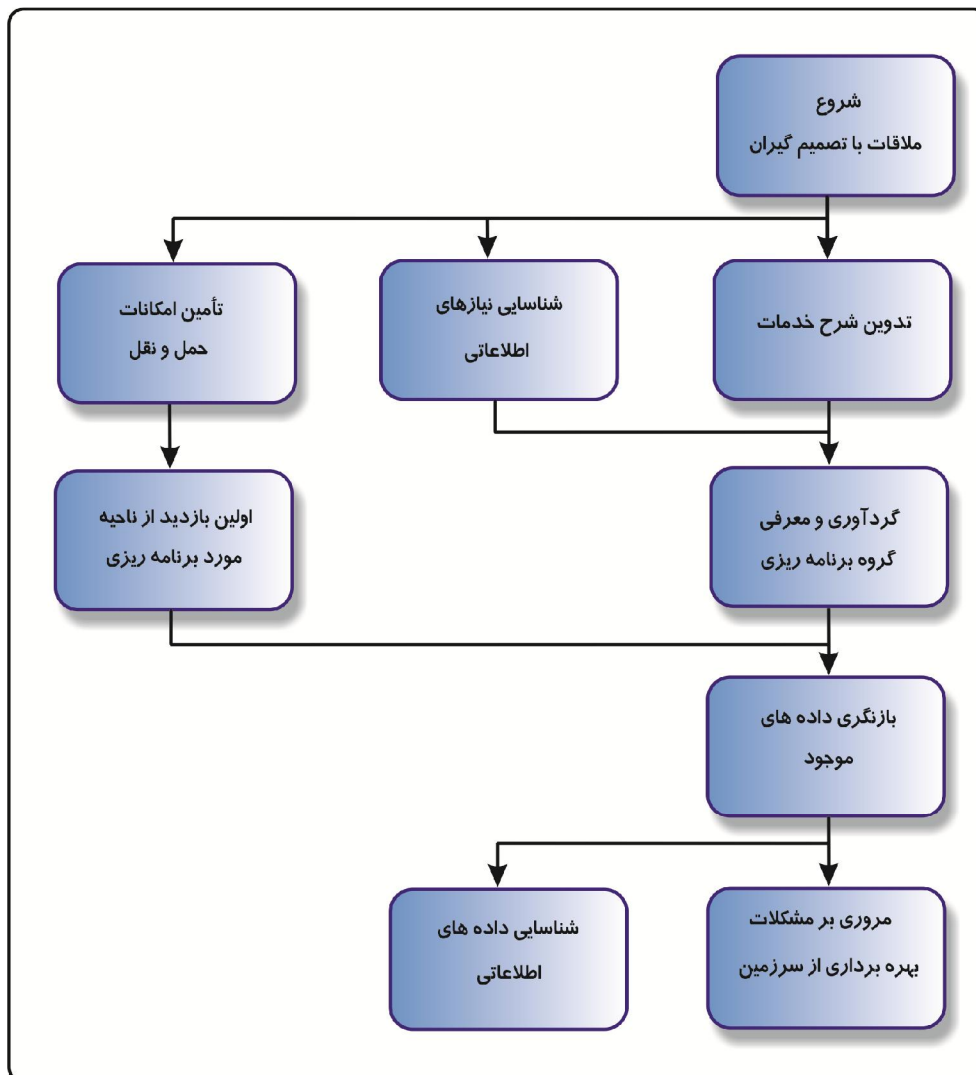 شروع
ملاقات با تصمیم گیران
تدوین شرح خدمات
شناسایی نیازهای
اطلاعاتی
تأمین امکانات
حمل و نقل
گردآوری و معرفی
گروه برنامه ریزی
اولین بازدید از ناحیه
مورد برنامه ریزی
بازنگری داده های
موجود
مروری بر مشکلات
بهره برداری از سرزمین
شناسایی داده های
اطلاعاتی